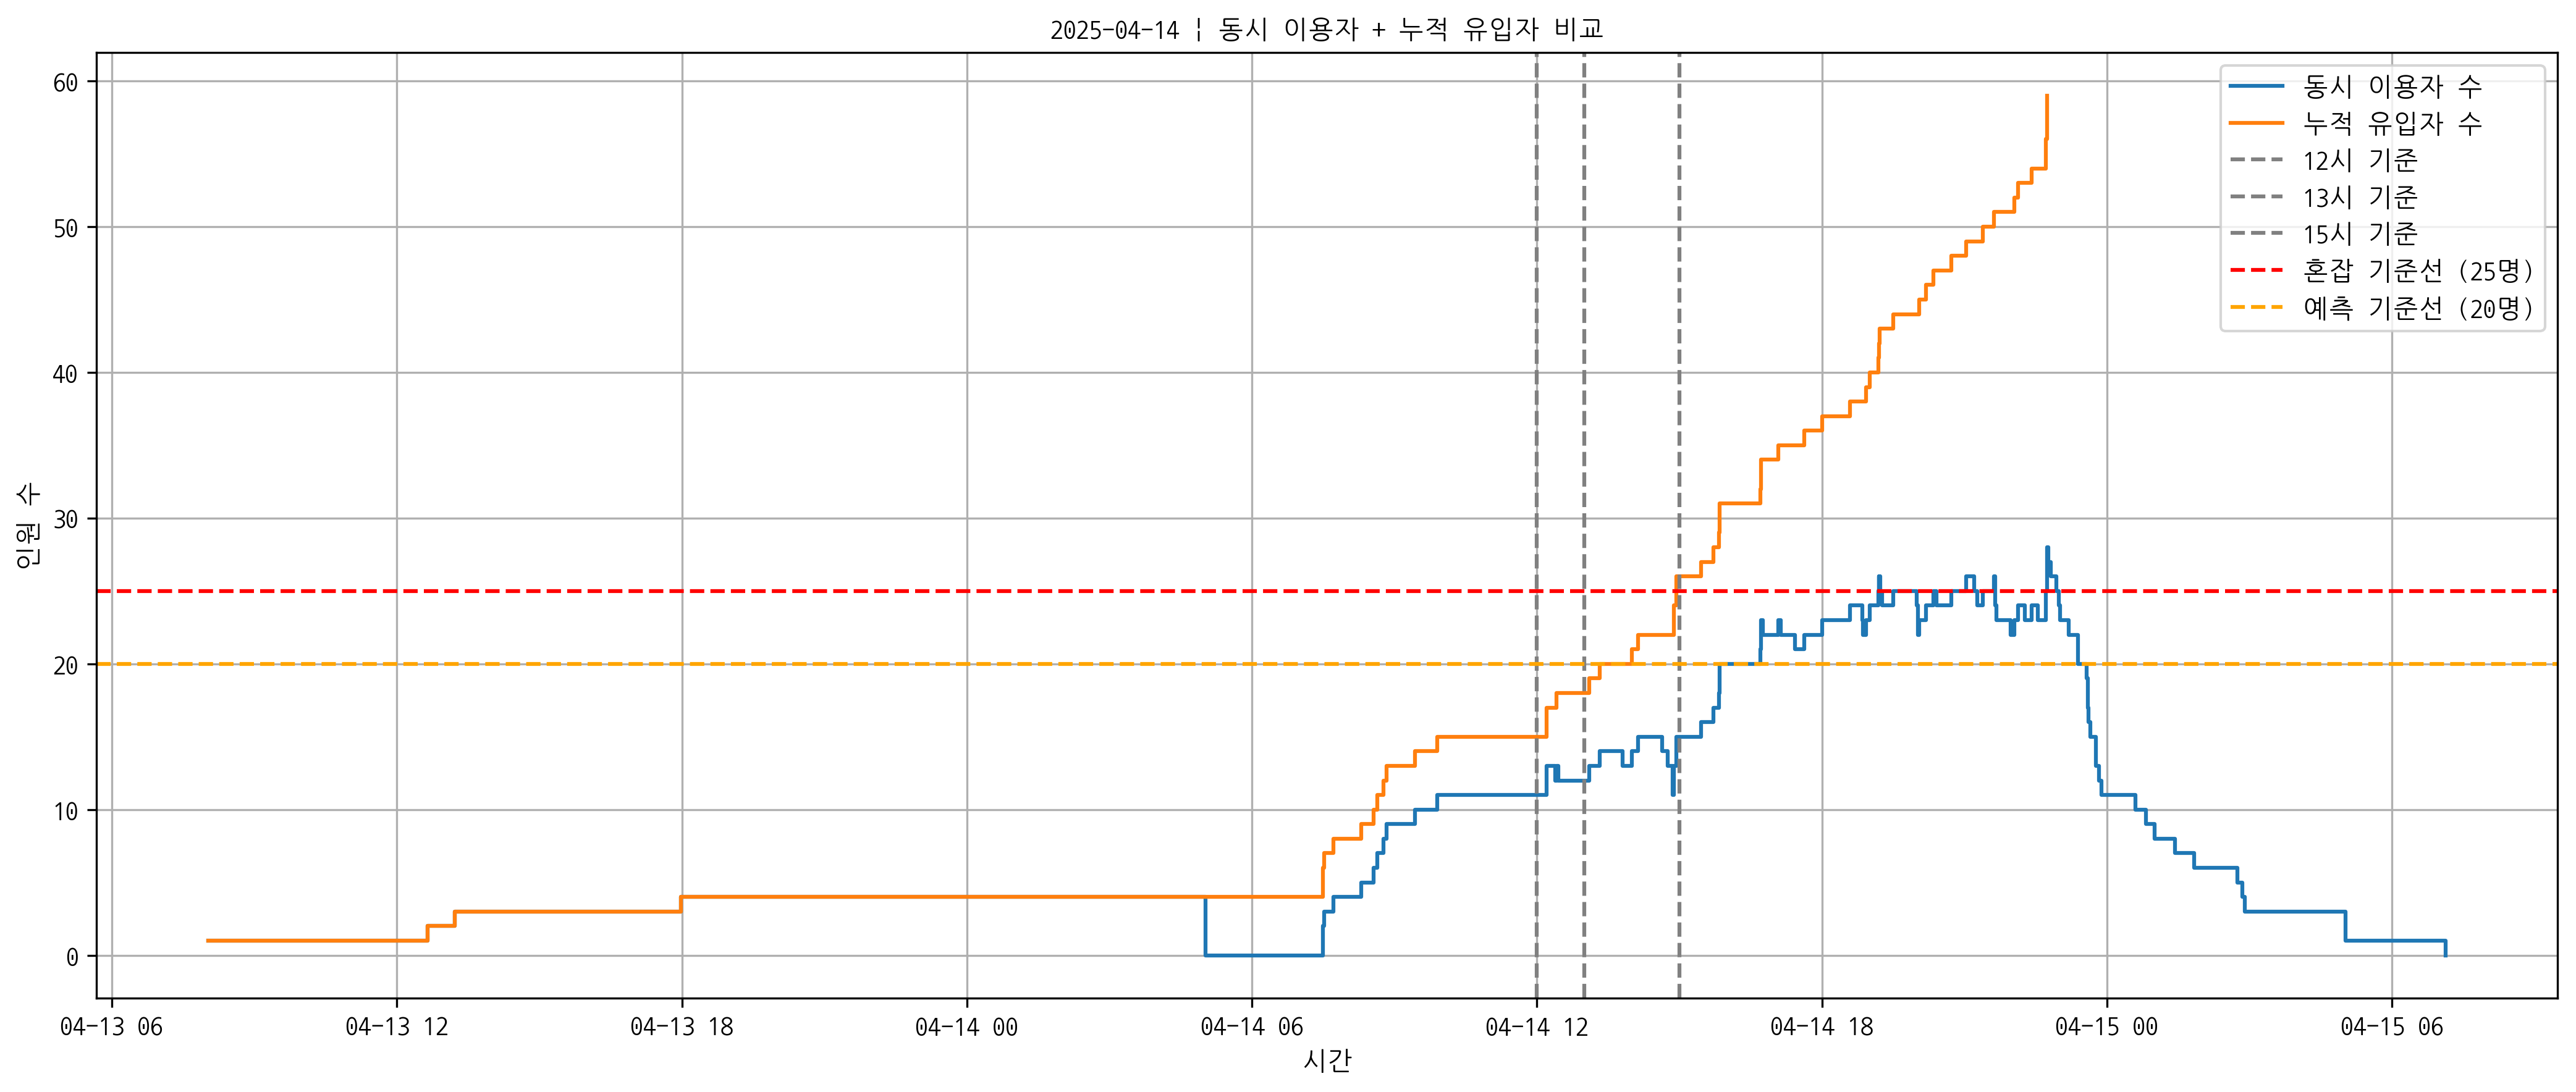 2025-04-14 | 동시 이용자 + 누적 유입자 비교
동시 이용자 수
누적 유입자 수
12시 기준
13시 기준
15시 기준
혼잡 기준선 (25명)
예측 기준선 (20명)
인원 수
60
50
40
30
20
10
0
04-13 06
04-13 12
04-13 18
04-14 00
04-14 06
04-14 12
04-14 18
04-15 00
04-15 06
시간